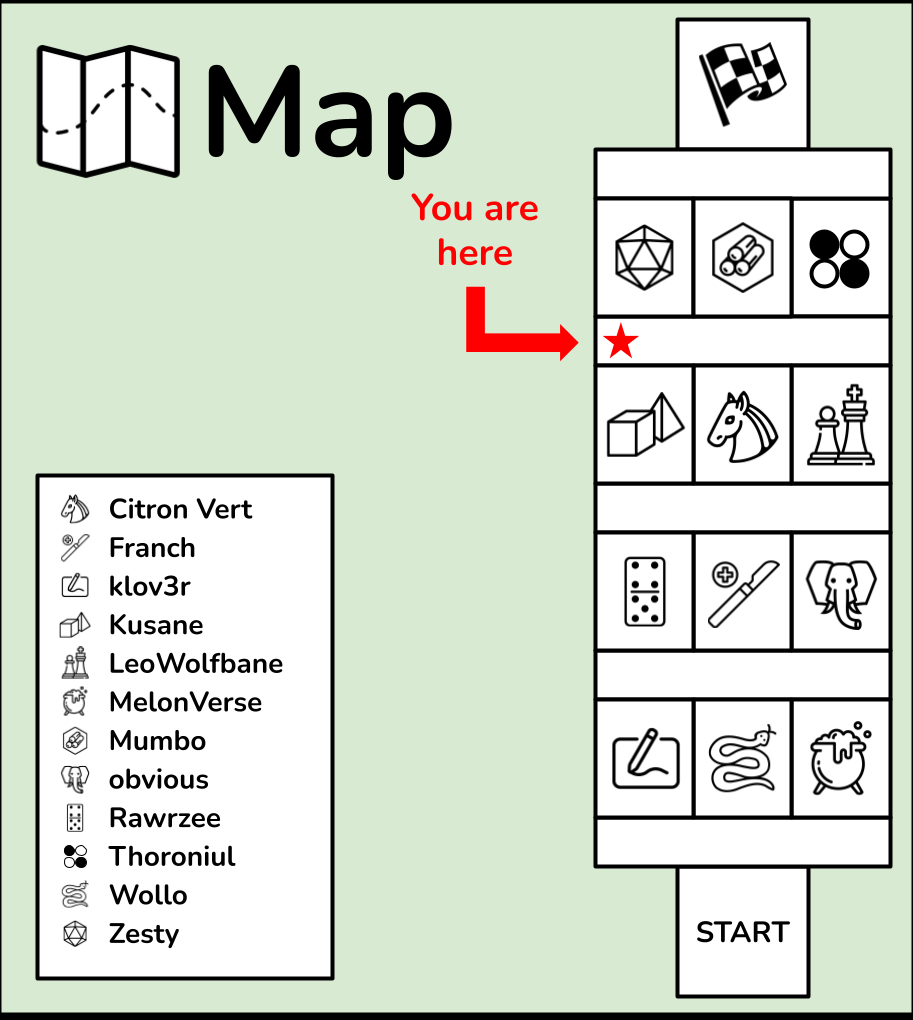 Map
You are
here
Citron Vert
Franch
klov3r
Kusane
LeoWolfbane
MelonVerse
Mumbo
obvious
Rawrzee
Thoroniul
Wollo
Zesty
START